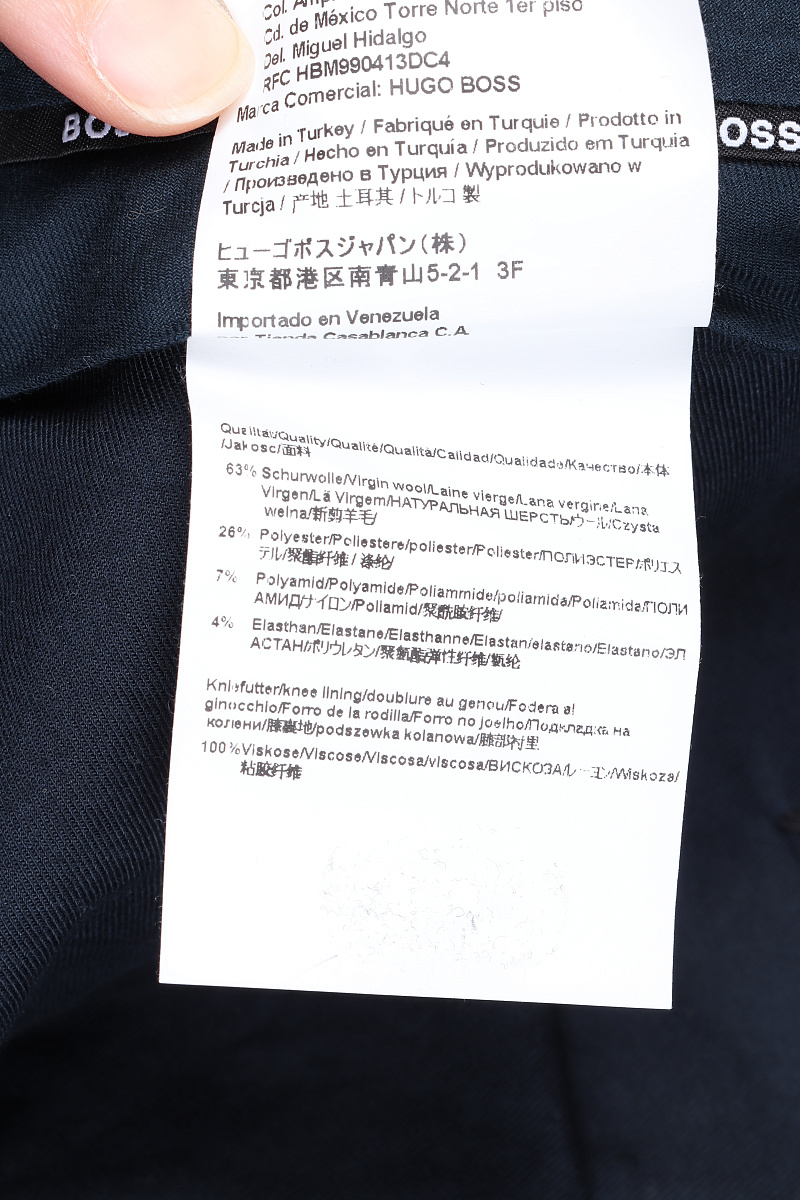 Cd. de México Torre Norte 1er piso
Del. Miguel Hidalgo
RFC HBM990413DC4
Marca Comercial: HUGO BOSS
Made in Turkey / Fabriqué en Turquie / Prodotto in
Turchia / Hecho en Turquía / Produzido em Turquia
/ Произведено в Турции / Wyprodukowano w
Turcja / 产地 土耳其 / トルコ製
ヒューゴボスジャパン(株)
東京都港区南青山5-2-1 3F
Importado en Venezuela
por Tienda Casablanca C.A.
Qualität/Quality/Qualité/Qualità/Calidad/Qualidade/Качество/本体
/Jakosc/面料
63% Schurwolle/Virgin wool/Laine vierge/Lana vergine/Lana
Virgen/Lã Virgem/НАТУРАЛЬНАЯ ШЕРСТЬ/ウール/Czysta
welna/新剪羊毛/
26% Polyester/Poliestere/poliester/Poliester/ПОЛИЭСТЕР/ポリエス
テル/聚酯纤维 / 涤纶/
7% Polyamid/Polyamide/Poliammide/poliamida/Poliamida/ПОЛИ
АМИД/ナイロン/Poliamid/聚酰胺纤维/
4% Elasthan/Elastane/Elasthanne/Elastan/elastano/Elastano/ЭЛ
АСТАН/ポリウレタン/聚氨酯弹性纤维/氨纶
Kniefutter/knee lining/doublure au genou/Fodera al
ginocchio/Forro de la rodilla/Forro no joelho/Подкладка на
колени/膝裏地/podszewka kolanowa/膝部衬里
100%Viskose/Viscose/Viscosa/viscosa/ВИСКОЗА/レーヨン/Wiskoza/
粘胶纤维
OSS